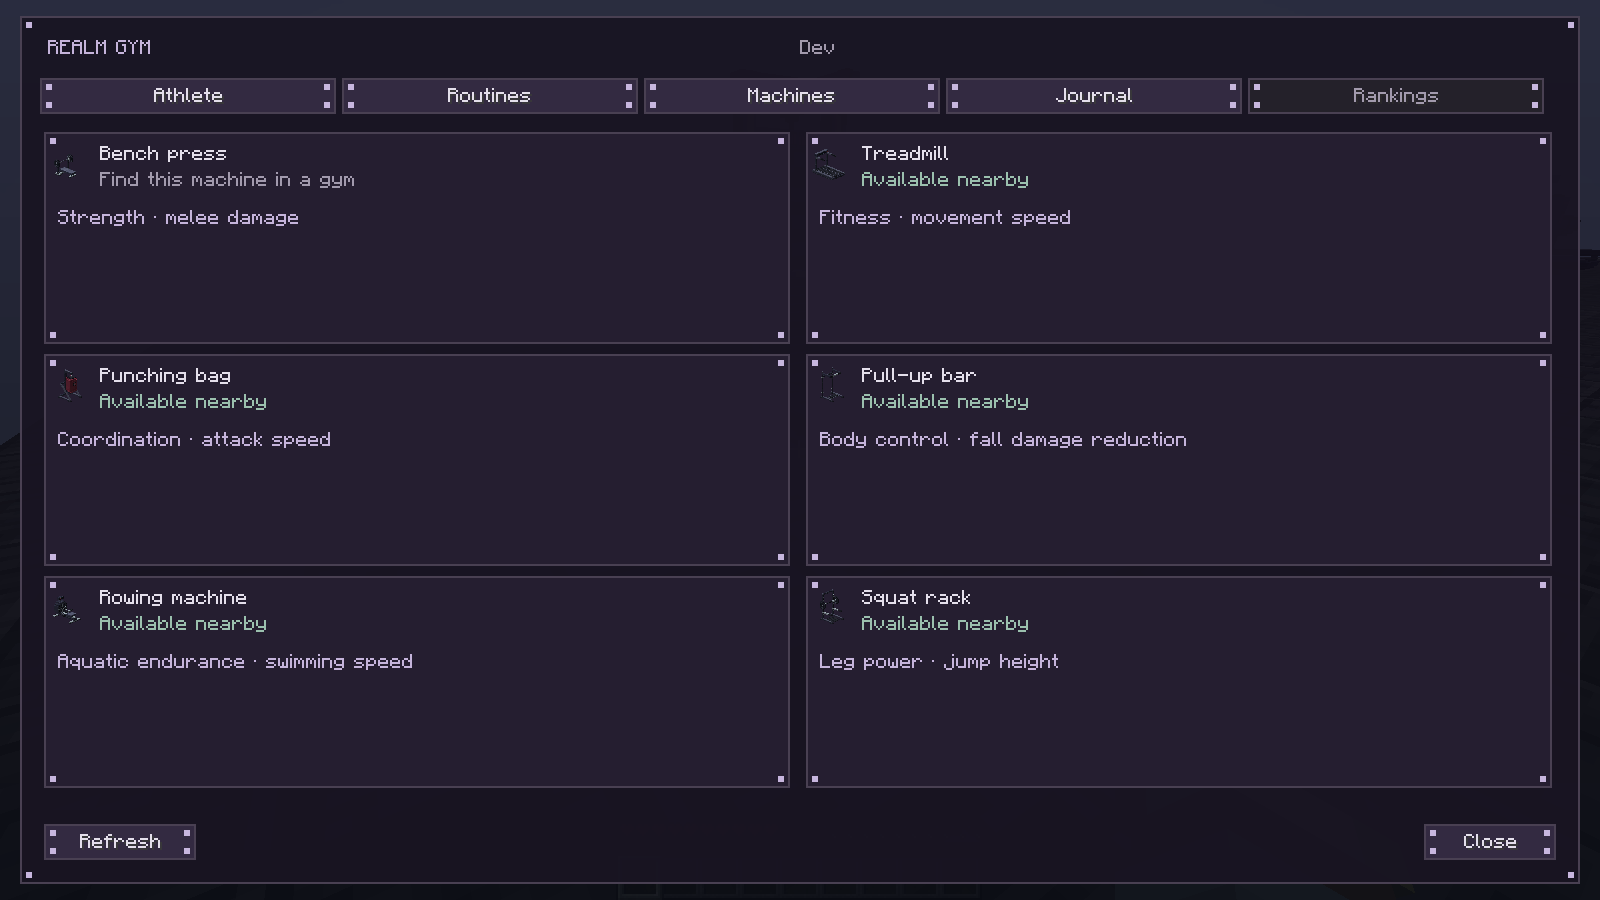 REALM GYM
Dev
Athlete
Routines
Machines
Journal
Rankings
Bench press
Find this machine in a gym
Strength · melee damage
Treadmill
Available nearby
Fitness · movement speed
Punching bag
Available nearby
Coordination · attack speed
Pull-up bar
Available nearby
Body control · fall damage reduction
Rowing machine
Available nearby
Aquatic endurance · swimming speed
Squat rack
Available nearby
Leg power · jump height
Refresh
Close